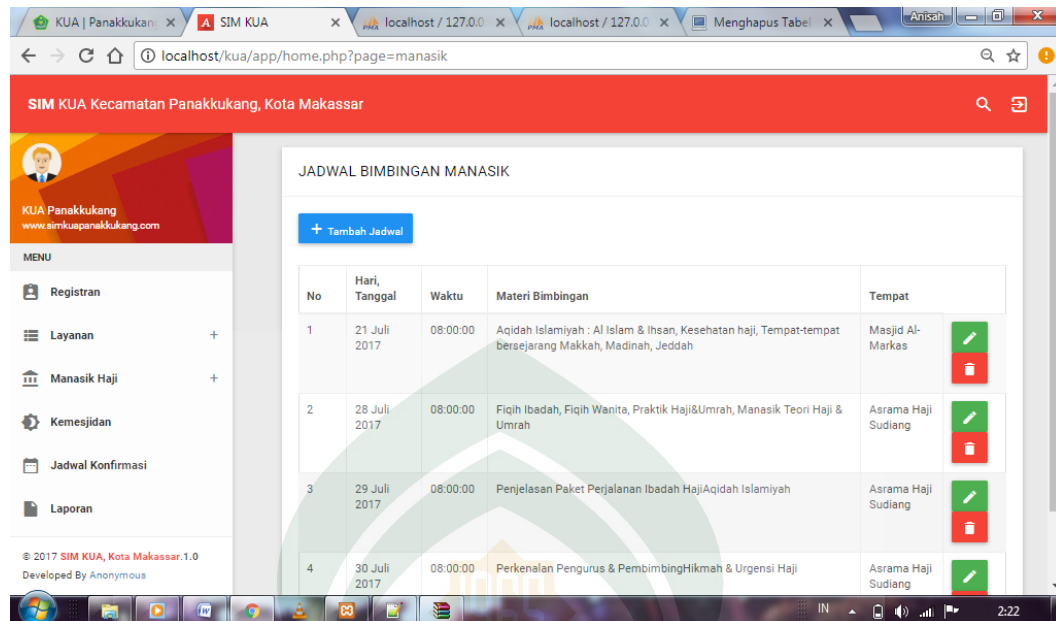 KUA | Panakkukang
SIM KUA
localhost / 127.0.0
localhost / 127.0.0
Menghapus Tabel
Anisah
localhost/kua/app/home.php?page=manasik
SIM KUA Kecamatan Panakkukang, Kota Makassar
KUA Panakkukang
www.simkuapanakkukang.com
MENU
Registran
Layanan +
Manasik Haji +
Kemesjidan
Jadwal Konfirmasi
Laporan
© 2017 SIM KUA, Kota Makassar.1.0
Developed By Anonymous
JADWAL BIMBINGAN MANASIK
+ Tambah Jadwal
No Hari, Tanggal Waktu Materi Bimbingan Tempat
1 21 Juli 2017 08:00:00 Aqidah Islamiyah : Al Islam & Ihsan, Kesehatan haji, Tempat-tempat
bersejarang Makkah, Madinah, Jeddah Masjid Al-Markas
2 28 Juli 2017 08:00:00 Fiqih Ibadah, Fiqih Wanita, Praktik Haji&Umrah, Manasik Teori Haji &
Umrah Asrama Haji Sudiang
3 29 Juli 2017 08:00:00 Penjelasan Paket Perjalanan Ibadah HajiAqidah Islamiyah Asrama Haji Sudiang
4 30 Juli 2017 08:00:00 Perkenalan Pengurus & PembimbingHikmah & Urgensi Haji Asrama Haji Sudiang
IN
2:22